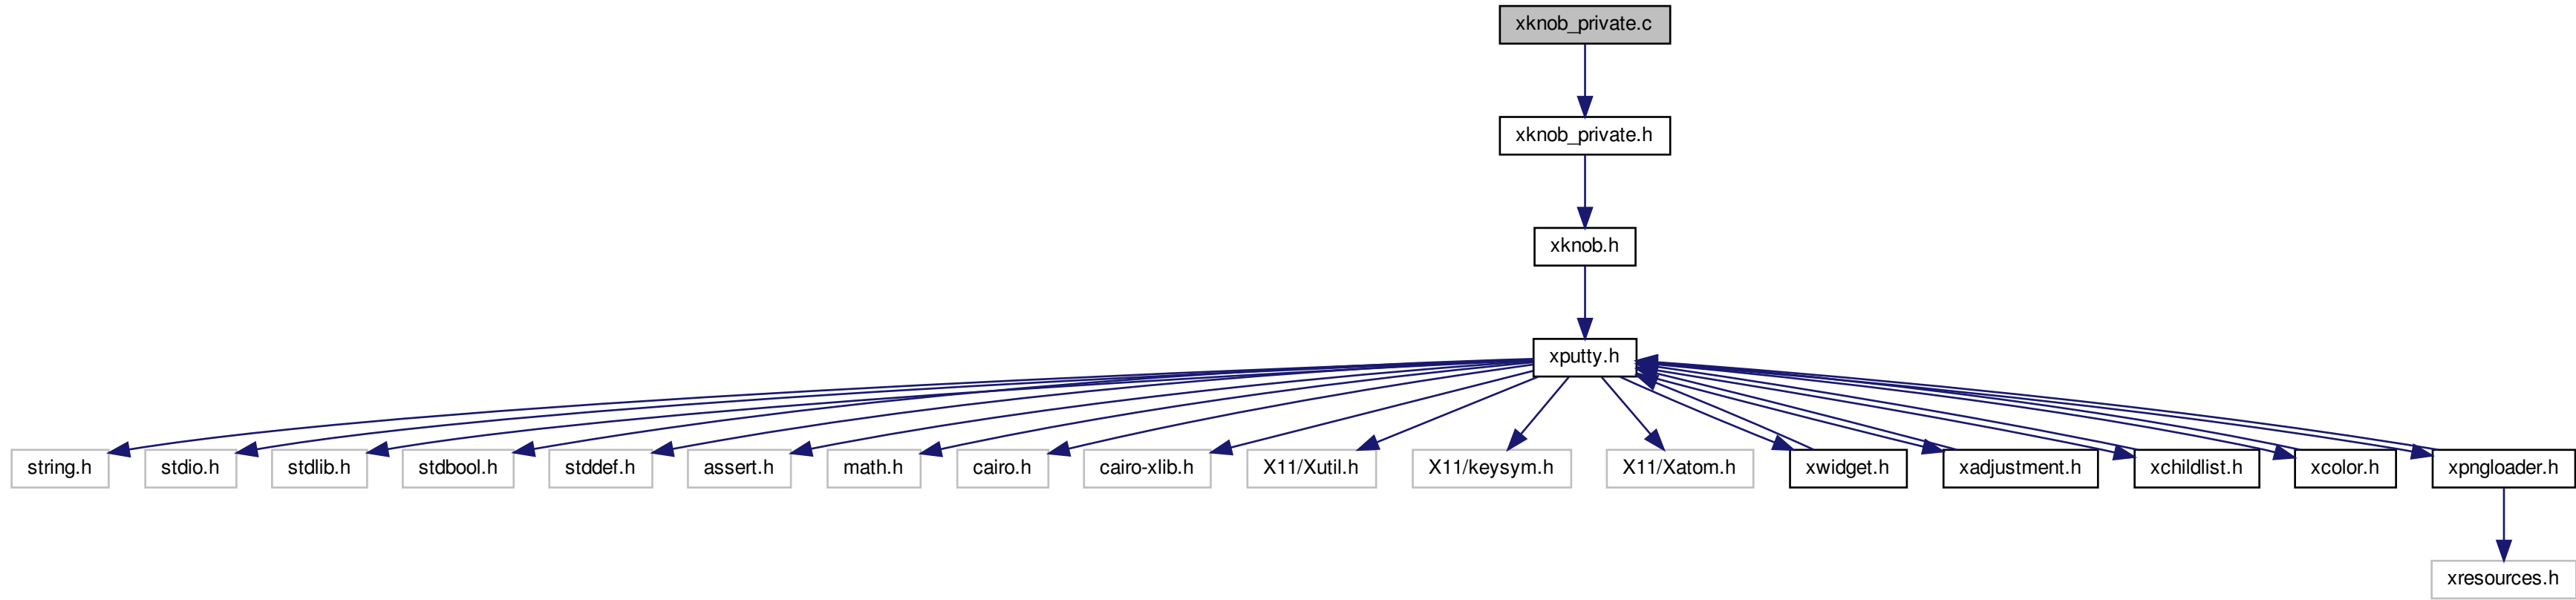 xknob_private.c
xknob_private.h
xknob.h
xputty.h
string.h
stdio.h
stdlib.h
stdbool.h
stddef.h
assert.h
math.h
cairo.h
cairo-xlib.h
X11/Xutil.h
X11/keysym.h
X11/Xatom.h
xwidget.h
xadjustment.h
xchildlist.h
xcolor.h
xpngloader.h
xresources.h